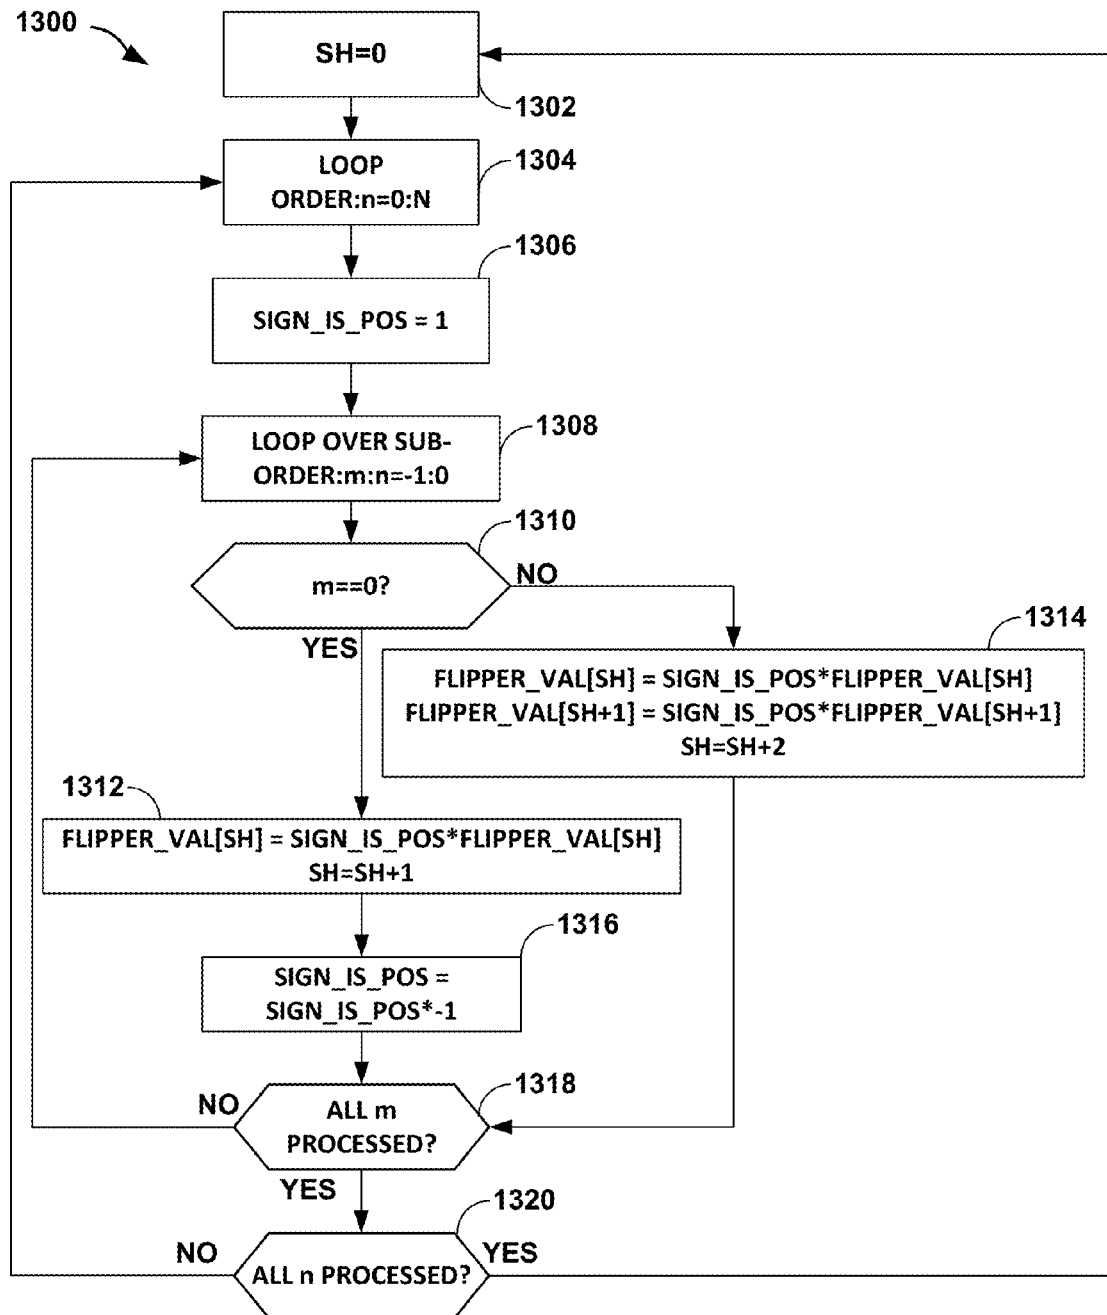 1300
SH=0
1302
LOOP
ORDER:n=0:N
1304
1306
SIGN_IS_POS = 1
LOOP OVER SUB-
ORDER:m:n=-1:0
1308
1310
m==0?
NO
YES
1314
FLIPPER_VAL[SH] = SIGN_IS_POS*FLIPPER_VAL[SH]
FLIPPER_VAL[SH+1] = SIGN_IS_POS*FLIPPER_VAL[SH+1]
SH=SH+2
1312
FLIPPER_VAL[SH] = SIGN_IS_POS*FLIPPER_VAL[SH]
SH=SH+1
1316
SIGN_IS_POS =
SIGN_IS_POS*-1
1318
NO
ALL m
PROCESSED?
YES
1320
NO
ALL n PROCESSED?
YES